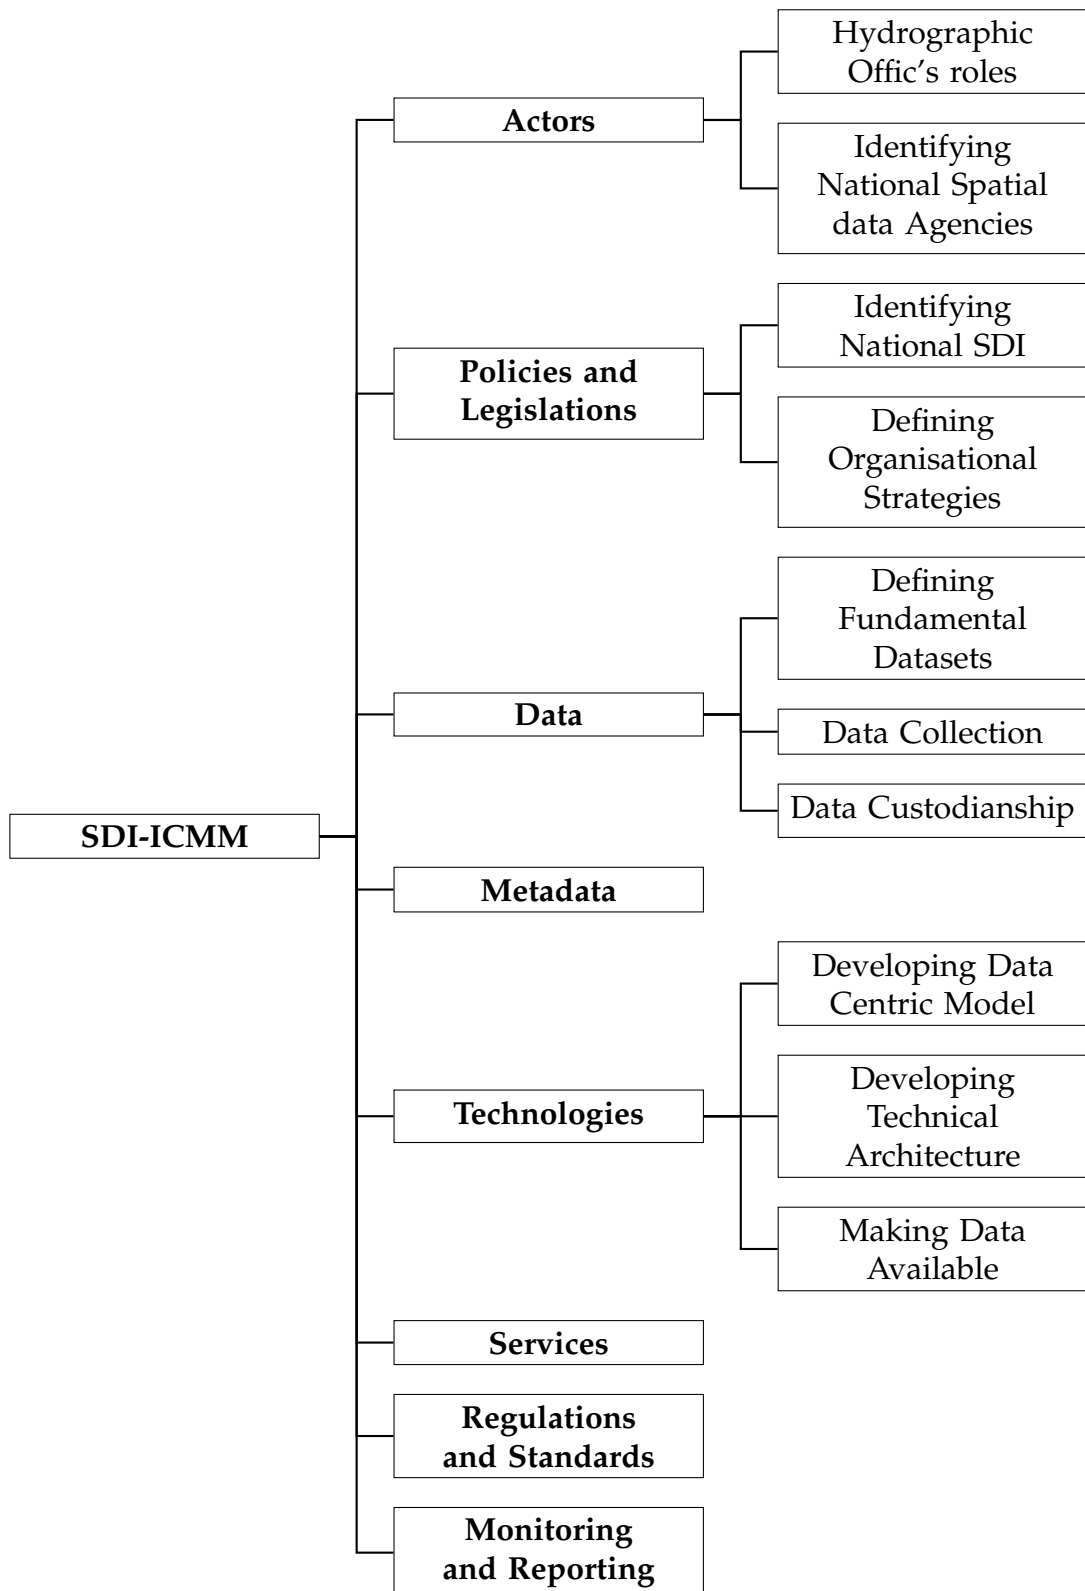 Hydrographic
Offic's roles
Actors
Identifying
National Spatial
data Agencies
Identifying
National SDI
Policies and
Legislations
Defining
Organisational
Strategies
Defining
Fundamental
Datasets
Data
Data Collection
Data Custodianship
SDI-ICMM
Metadata
Developing Data
Centric Model
Technologies
Developing
Technical
Architecture
Making Data
Available
Services
Regulations
and Standards
Monitoring
and Reporting